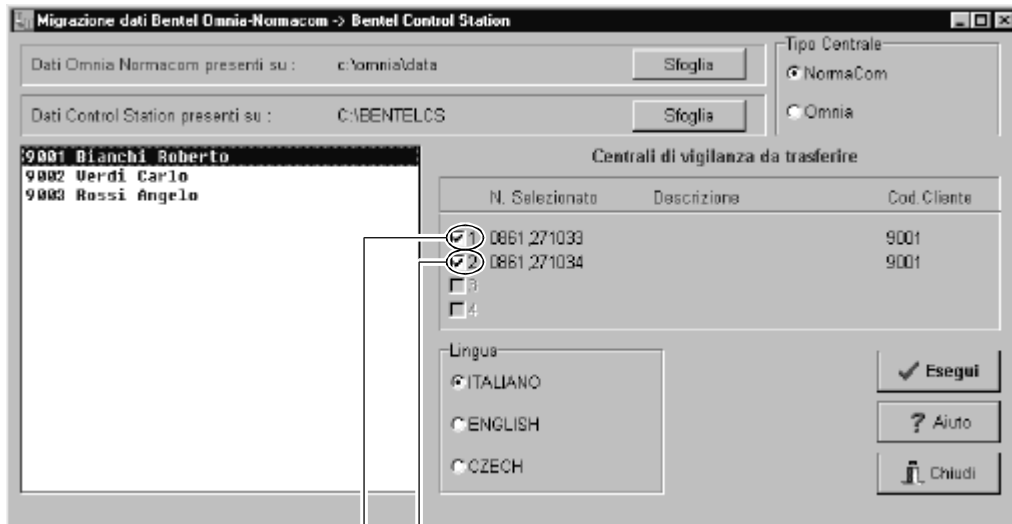 Migrazione dati Bentel Omnia-Normacom -> Bentel Control Station
Dati Omnia Normacom presenti su : c:\omnia\data Sfoglia
Dati Control Station presenti su : C:\BENTELCS Sfoglia
Tipo Centrale
NormaCom
Omnia
9001 Bianchi Roberto
9002 Verdi Carlo
9003 Rossi Angelo
Centrali di vigilanza da trasferire
N. Selezionato Descrizione Cod.Cliente
1 0861,271033 9001
2 0861,271034 9001
3
4
Lingua
ITALIANO
ENGLISH
CZECH
Esegui
? Aiuto
Chiudi